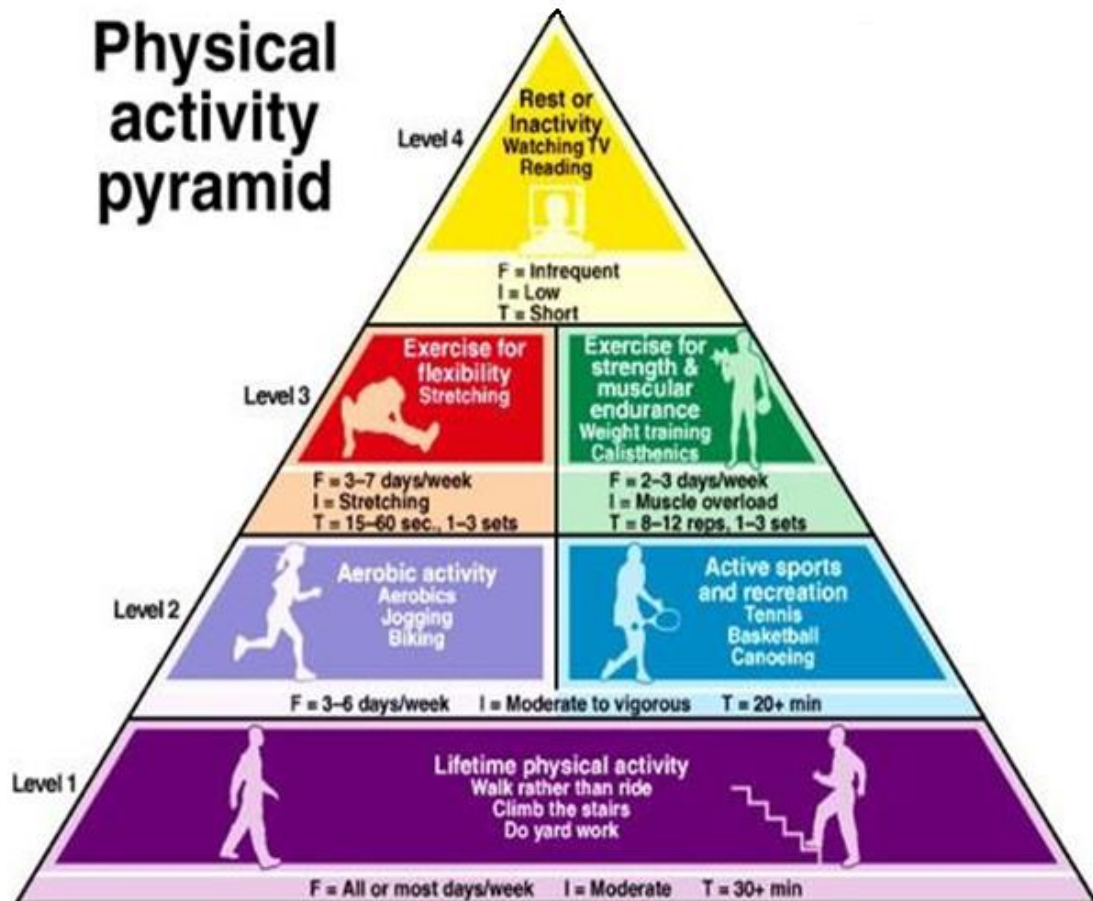 Physical
activity
pyramid
Level 4
Rest or
Inactivity
Watching TV
Reading
F = Infrequent
I = Low
T = Short
Level 3
Exercise for
flexibility
Stretching
F = 3–7 days/week
I = Stretching
T = 15–60 sec., 1–3 sets
Exercise for
strength &
muscular
endurance
Weight training
Calisthenics
F = 2–3 days/week
I = Muscle overload
T = 8–12 reps, 1–3 sets
Level 2
Aerobic activity
Aerobics
Jogging
Biking
Active sports
and recreation
Tennis
Basketball
Canoeing
F = 3–6 days/week I = Moderate to vigorous T = 20+ min
Level 1
Lifetime physical activity
Walk rather than ride
Climb the stairs
Do yard work
F = All or most days/week I = Moderate T = 30+ min